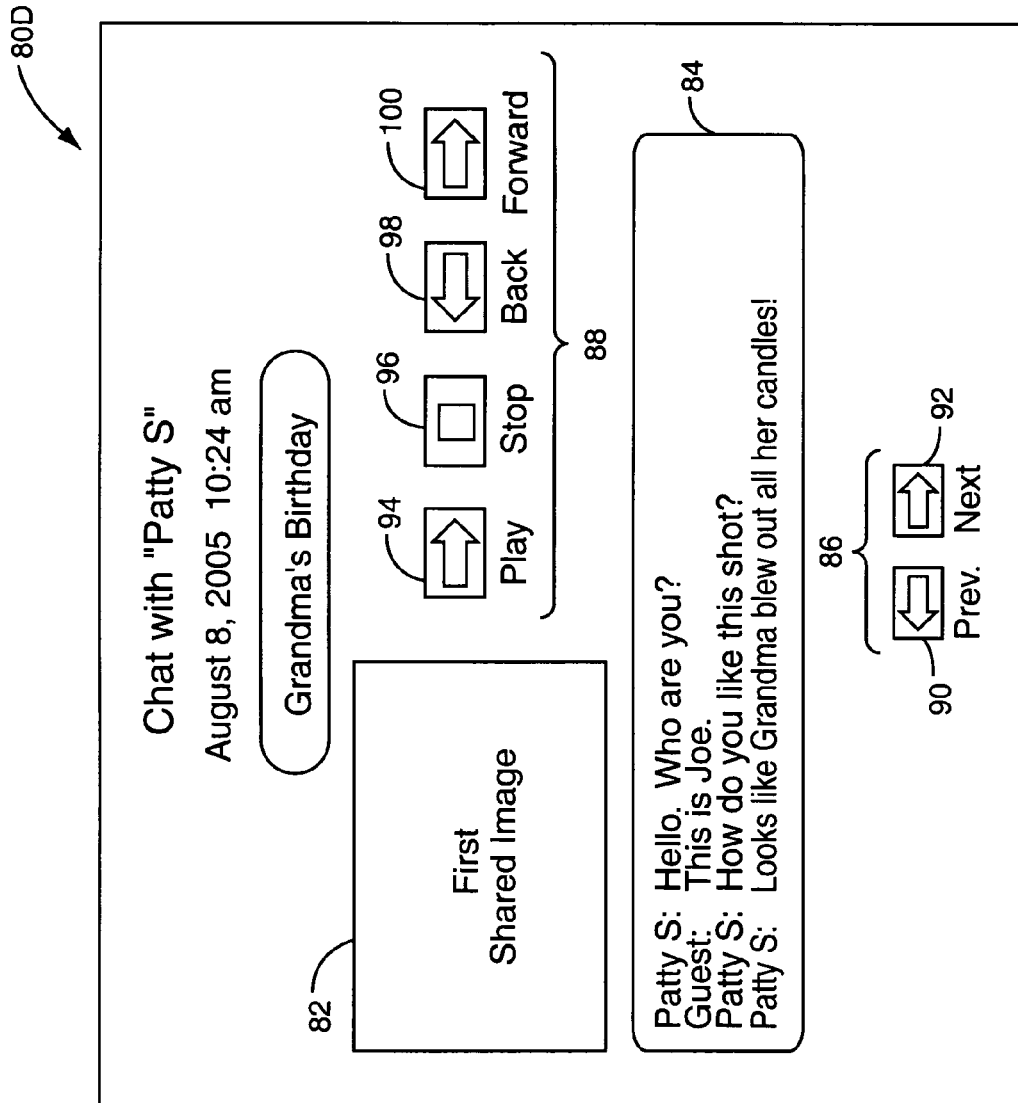 80D
Chat with "Patty S"
August 8, 2005 10:24 am
Grandma's Birthday
82
First
Shared Image
94
96
98
100
Play
Stop
Back
Forward
88
84
Patty S: Hello. Who are you?
Guest: This is Joe.
Patty S: How do you like this shot?
Patty S: Looks like Grandma blew out all her candles!
86
90
92
Prev.
Next